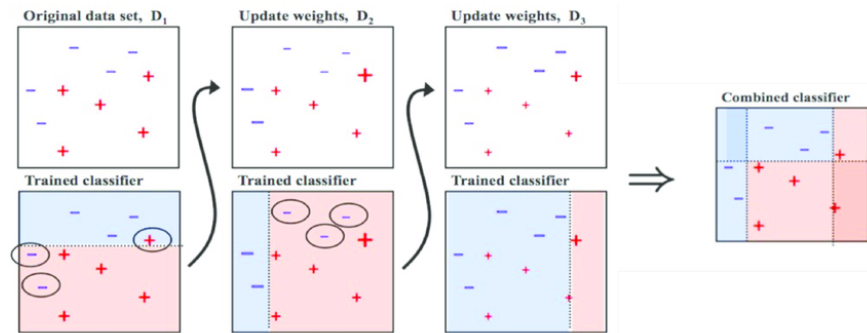 Original data set, D₁
Update weights, D₂
Update weights, D₃
Combined classifier
Trained classifier
Trained classifier
Trained classifier